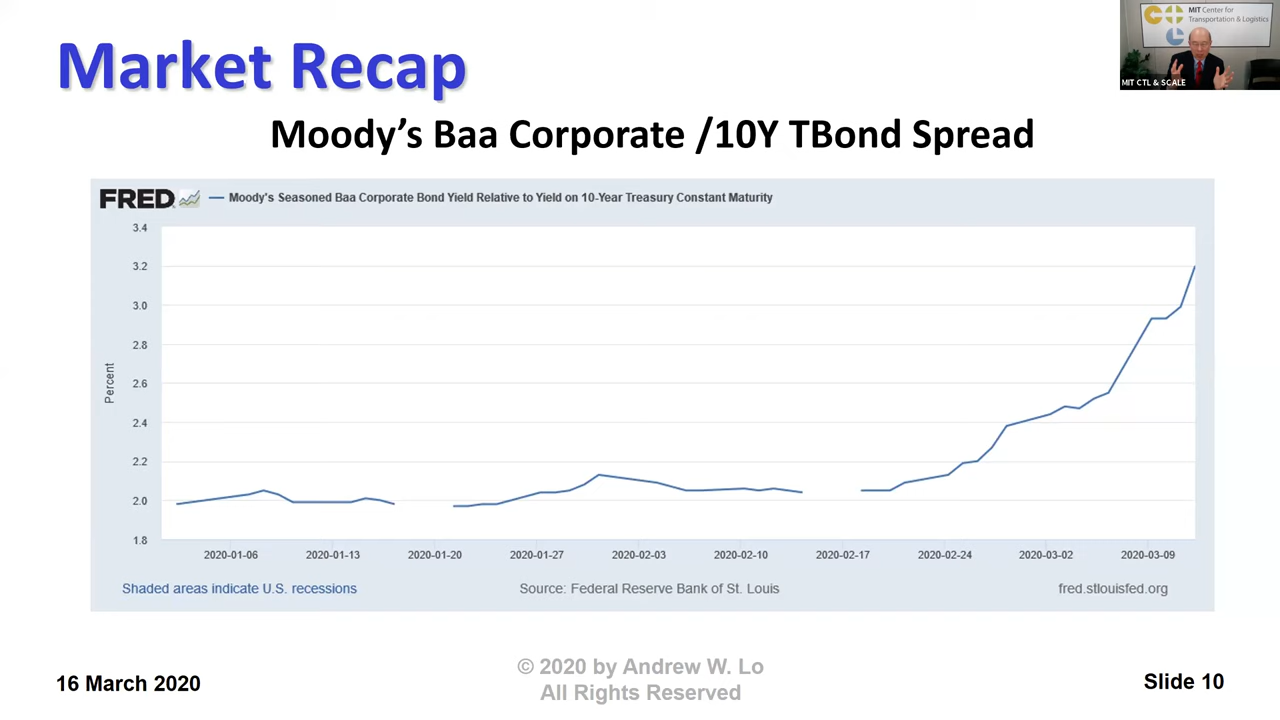 Market Recap
MIT Center for
Transportation & Logistics
MIT CTL & SCALE
Moody’s Baa Corporate /10Y TBond Spread
FRED
Moody's Seasoned Baa Corporate Bond Yield Relative to Yield on 10-Year Treasury Constant Maturity
3.4
3.2
3.0
2.8
2.6
2.4
2.2
2.0
1.8
Percent
2020-01-06 2020-01-13 2020-01-20 2020-01-27 2020-02-03 2020-02-10 2020-02-17 2020-02-24 2020-03-02 2020-03-09
Shaded areas indicate U.S. recessions Source: Federal Reserve Bank of St. Louis fred.stlouisfed.org
© 2020 by Andrew W. Lo
All Rights Reserved
16 March 2020
Slide 10